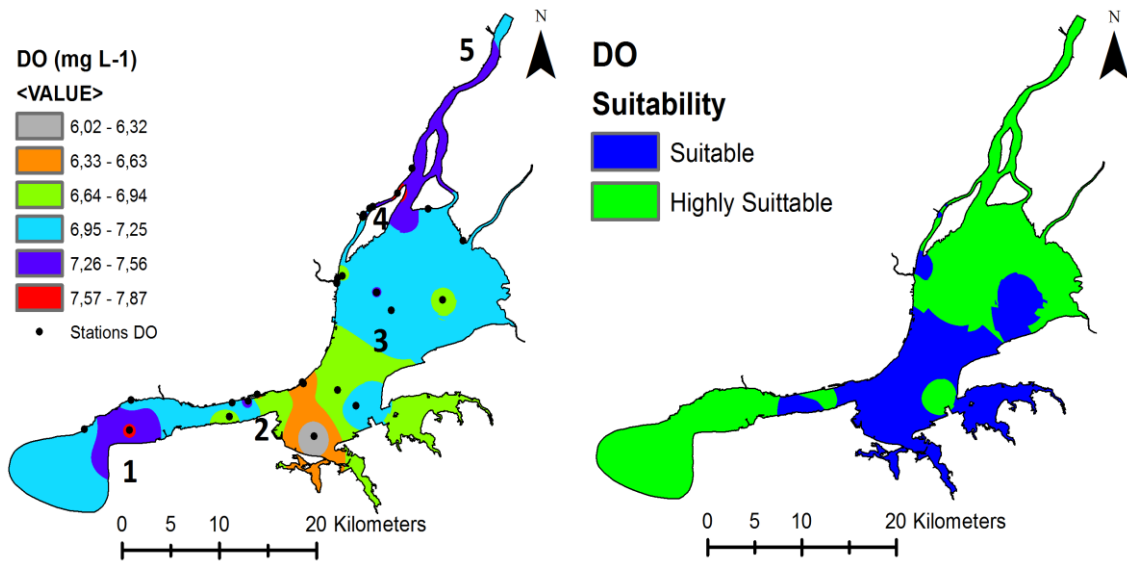 DO (mg L-1)
<VALUE>
6,02 - 6,32
6,33 - 6,63
6,64 - 6,94
6,95 - 7,25
7,26 - 7,56
7,57 - 7,87
Stations DO
N
5
4
3
2
1
0 5 10 20 Kilometers
DO
Suitability
Suitable
Highly Suittable
N
0 5 10 20 Kilometers